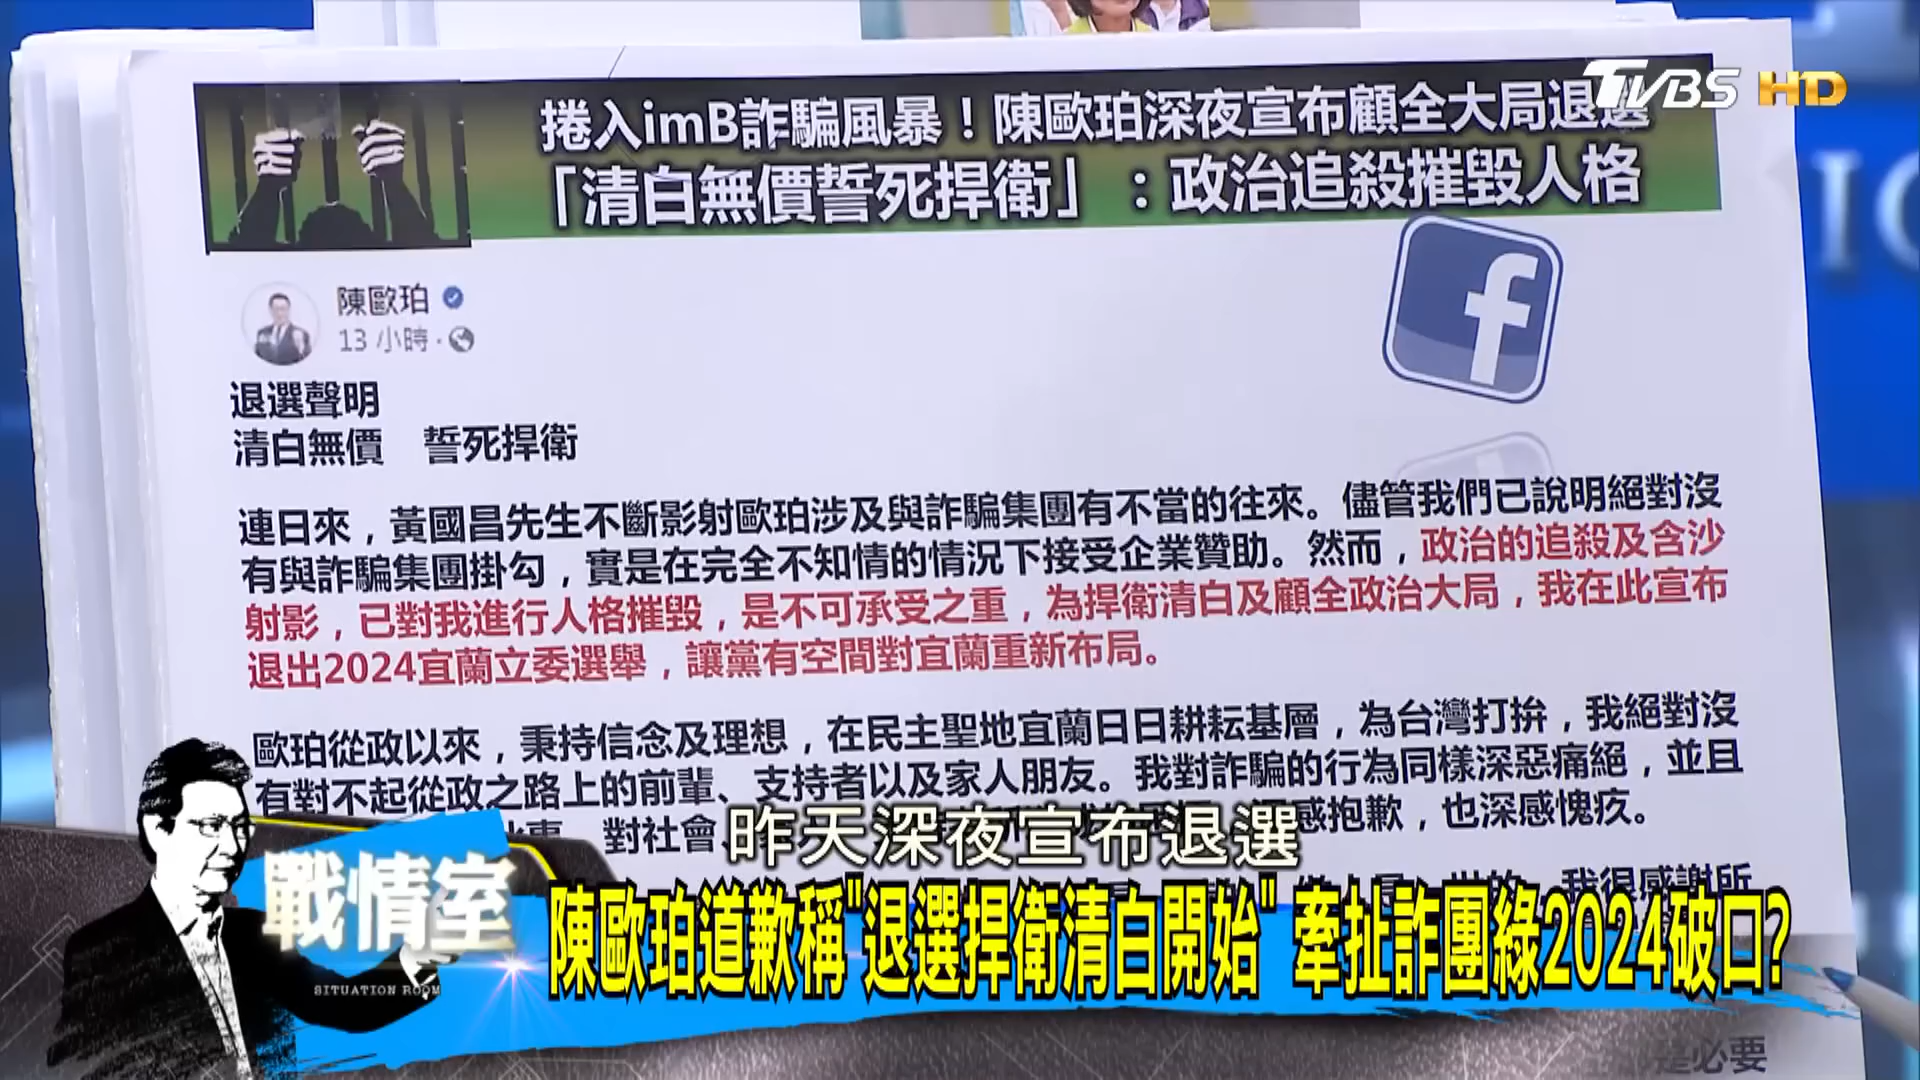 TVBS HD
捲入imB詐騙風暴！陳歐珀深夜宣布顧全大局退選
「清白無價誓死捍衛」：政治追殺摧毀人格
陳歐珀
13 小時
退選聲明
清白無價　誓死捍衛
連日來，黃國昌先生不斷影射歐珀涉及與詐騙集團有不當的往來。儘管我們已說明絕對沒
有與詐騙集團掛勾，實是在完全不知情的情況下接受企業贊助。然而，政治的追殺及含沙
射影，已對我進行人格摧毀，是不可承受之重，為捍衛清白及顧全政治大局，我在此宣布
退出2024宜蘭立委選舉，讓黨有空間對宜蘭重新布局。
歐珀從政以來，秉持信念及理想，在民主聖地宜蘭日日耕耘基層，為台灣打拚，我絕對沒
有對不起從政之路上的前輩、支持者以及家人朋友。我對詐騙的行為同樣深惡痛絕，並且
對社會、 感抱歉，也深感愧疚。
我很感謝所
昨天深夜宣布退選
戰情室
SITUATION ROOM
陳歐珀道歉稱"退選捍衛清白開始" 牽扯詐團綠2024破口?
是必要